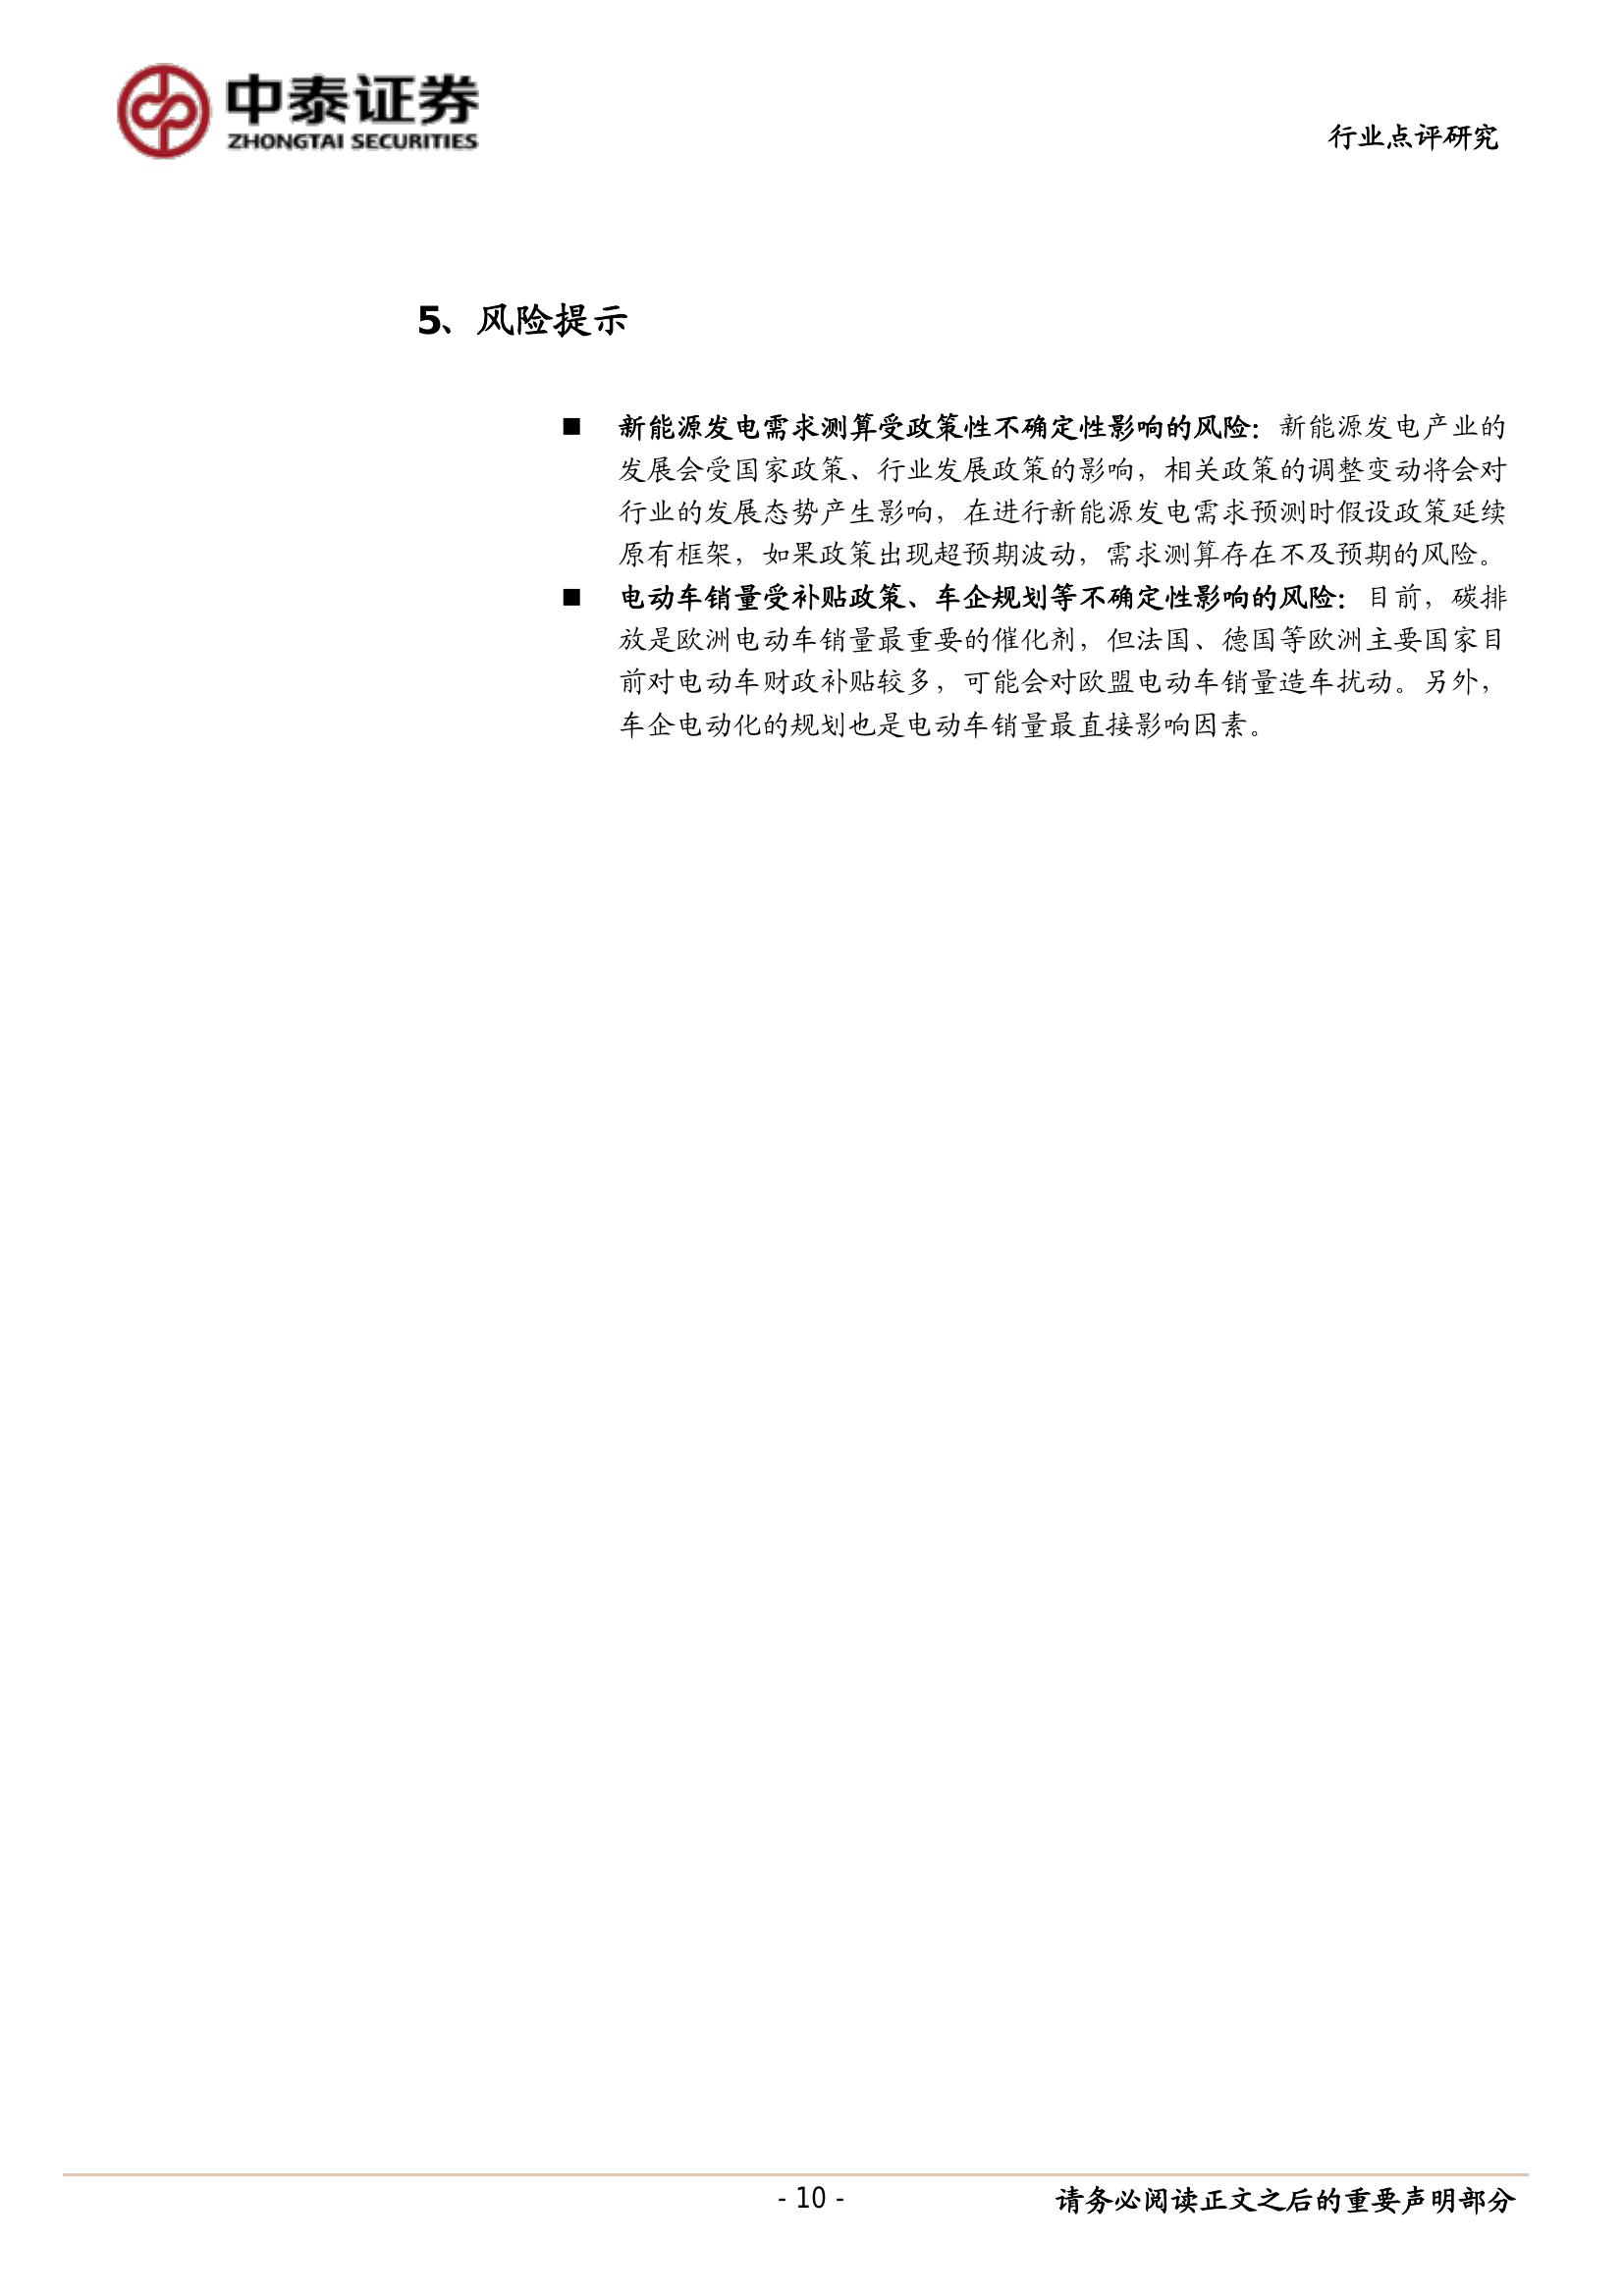 中泰证券
ZHONGTAI SECURITIES
行业点评研究
5、风险提示
■ 新能源发电需求测算受政策性不确定性影响的风险：新能源发电产业的
发展会受国家政策、行业发展政策的影响，相关政策的调整变动将会对
行业的发展态势产生影响，在进行新能源发电需求预测时假设政策延续
原有框架，如果政策出现超预期波动，需求测算存在不及预期的风险。
■ 电动车销量受补贴政策、车企规划等不确定性影响的风险：目前，碳排
放是欧洲电动车销量最重要的催化剂，但法国、德国等欧洲主要国家目
前对电动车财政补贴较多，可能会对欧盟电动车销量造车扰动。另外，
车企电动化的规划也是电动车销量最直接影响因素。
- 10 -
请务必阅读正文之后的重要声明部分